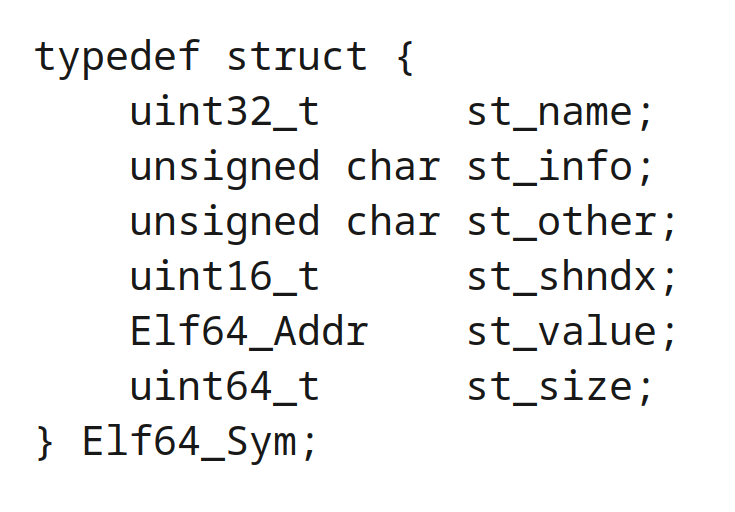 typedef struct {
    uint32_t      st_name;
    unsigned char st_info;
    unsigned char st_other;
    uint16_t      st_shndx;
    Elf64_Addr    st_value;
    uint64_t      st_size;
} Elf64_Sym;